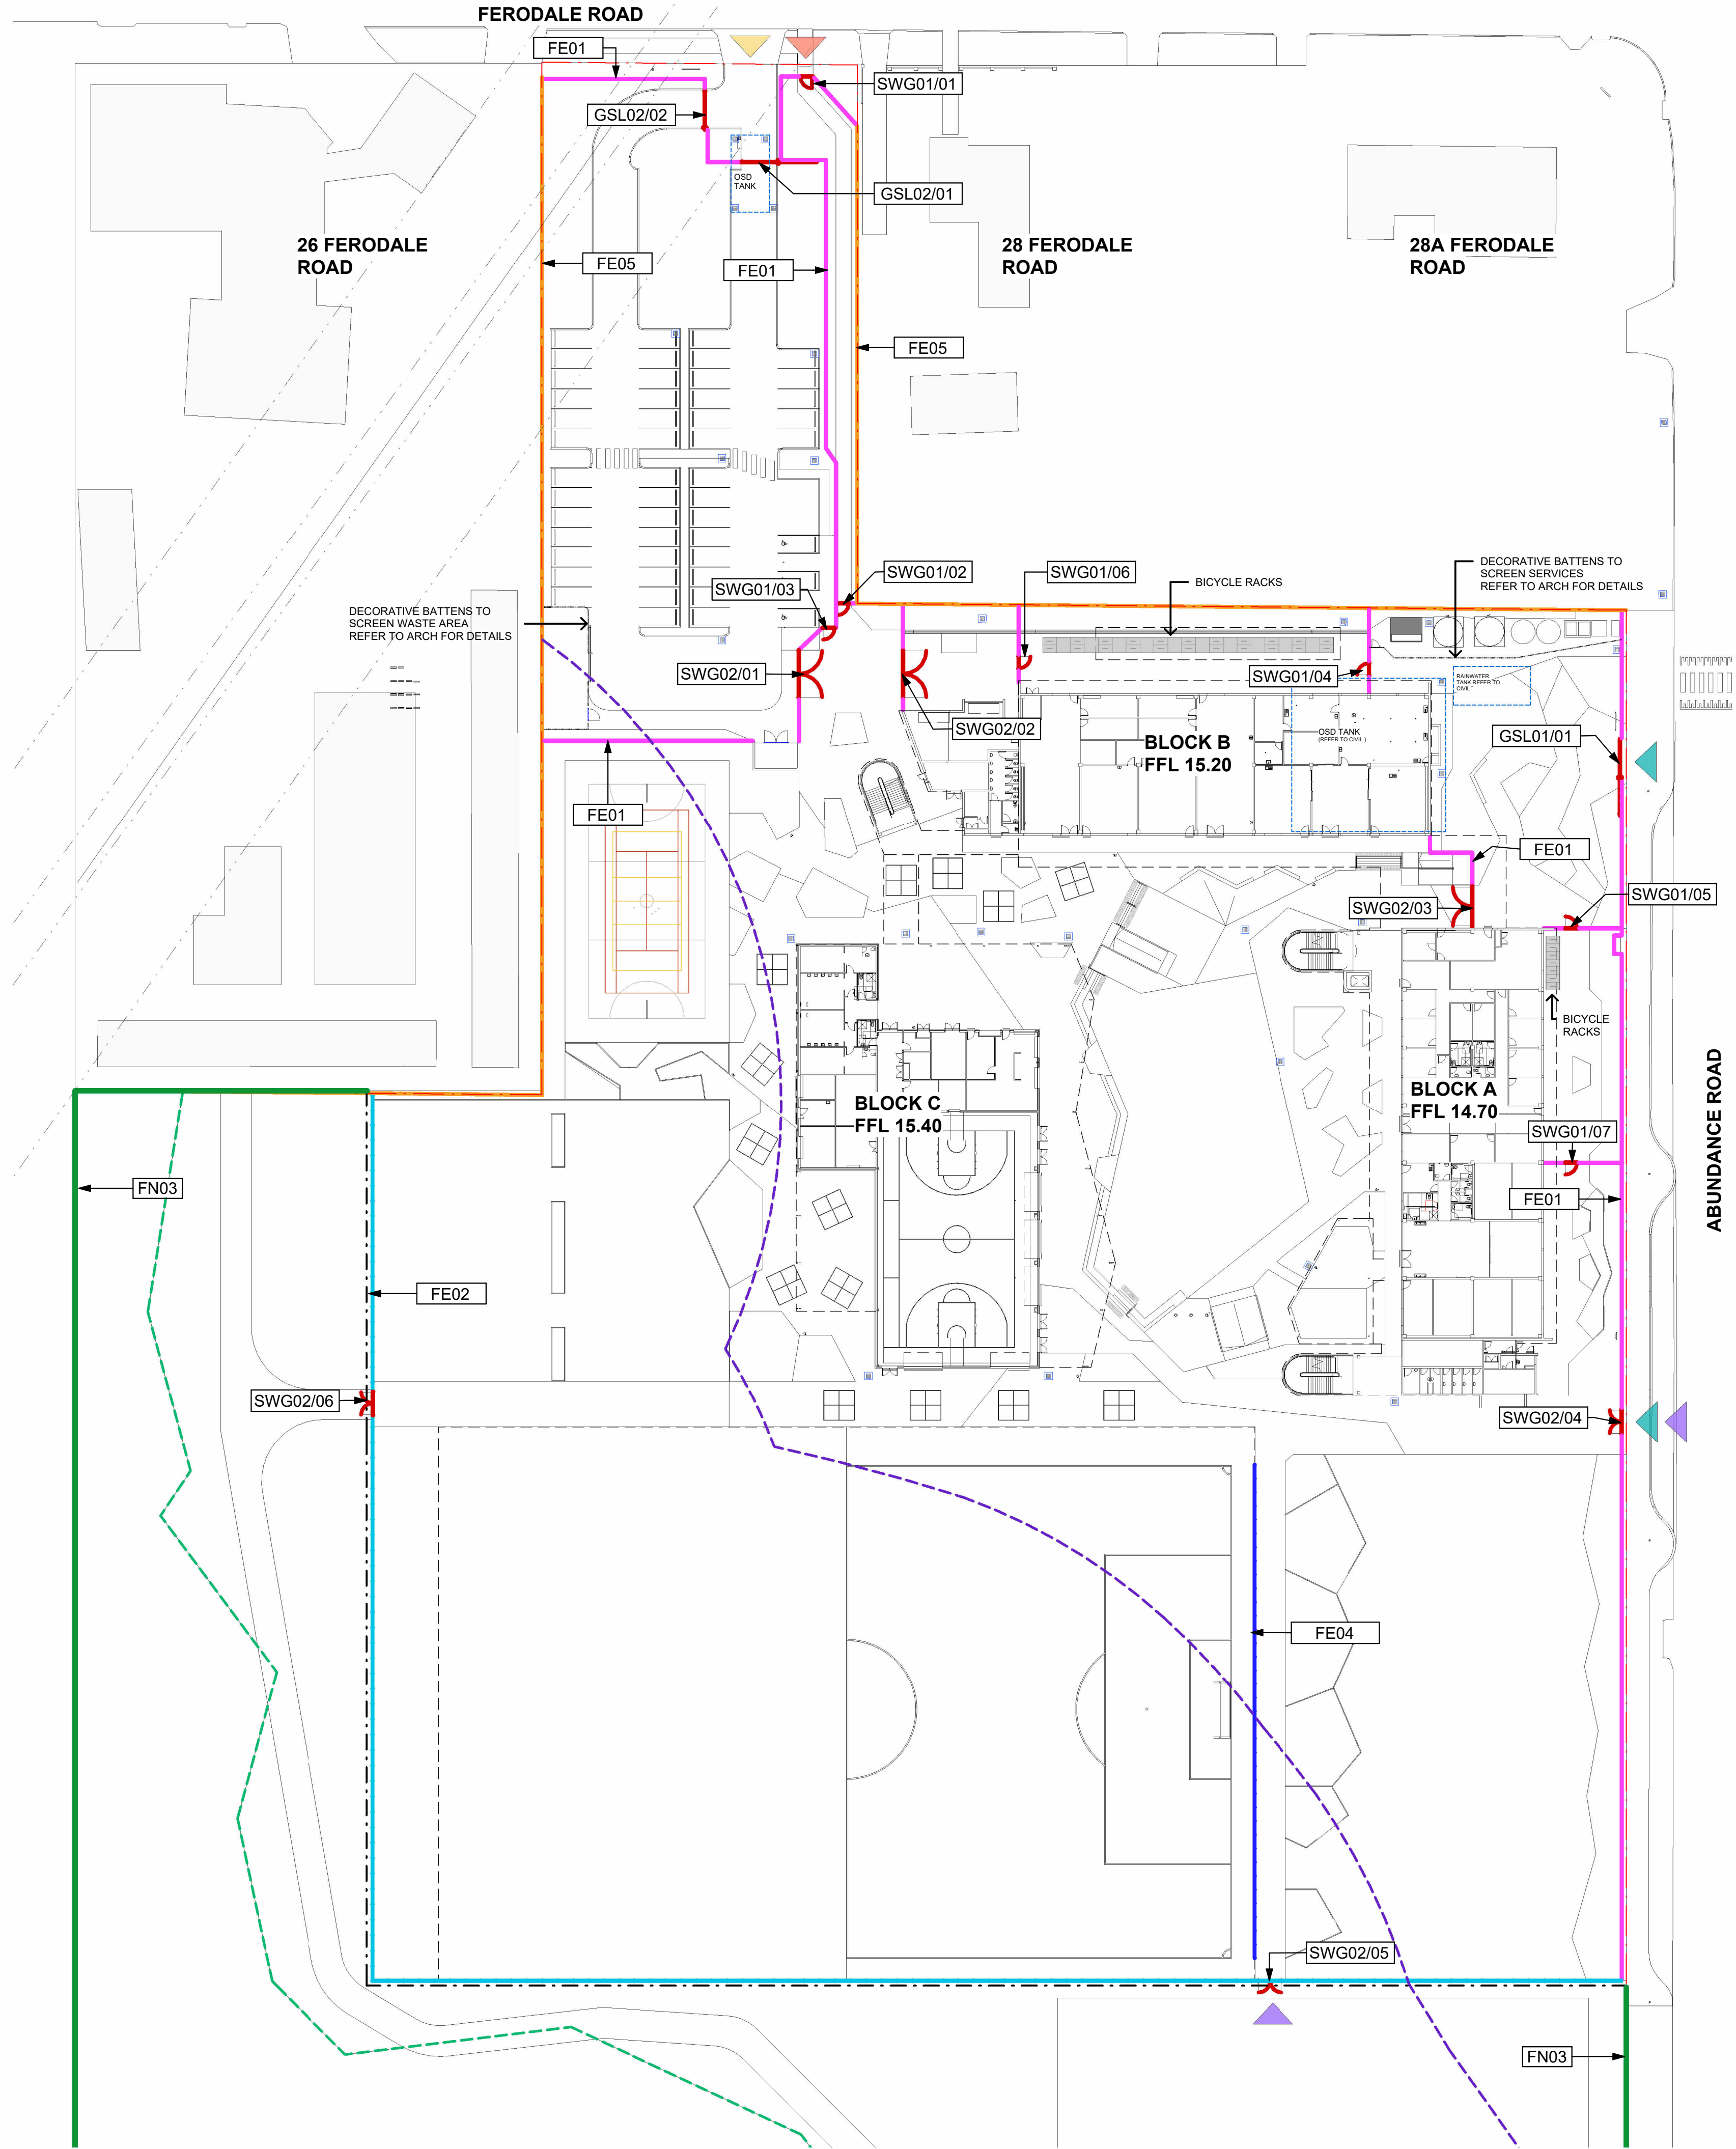 FERODALE ROAD
FE01
SWG01/01
GSL02/02
OSD
TANK
GSL02/01
26 FERODALE
ROAD
28 FERODALE
ROAD
28A FERODALE
ROAD
FE05
FE01
FE05
DECORATIVE BATTENS TO
SCREEN SERVICES
REFER TO ARCH FOR DETAILS
SWG01/02
SWG01/06
BICYCLE RACKS
SWG01/03
DECORATIVE BATTENS TO
SCREEN WASTE AREA
REFER TO ARCH FOR DETAILS
SWG02/01
SWG01/04
RAINWATER
TANK REFER TO
CIVIL
SWG02/02
OSD TANK
(REFER TO CIVIL )
GSL01/01
BLOCK B
FFL 15.20
FE01
FE01
SWG01/05
SWG02/03
BICYCLE
RACKS
ABUNDANCE ROAD
BLOCK A
FFL 14.70
BLOCK C
FFL 15.40
SWG01/07
FN03
FE01
FE02
SWG02/06
SWG02/04
FE04
SWG02/05
FN03